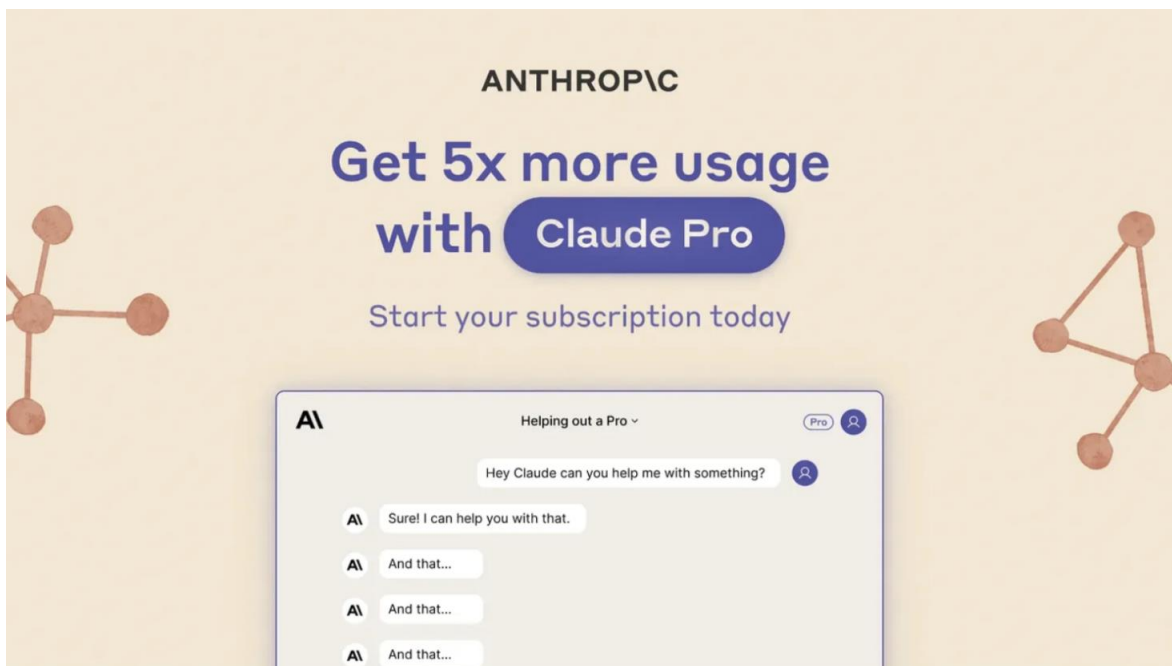 ANTHROP\C
Get 5x more usage
with Claude Pro
Start your subscription today
A\
Helping out a Pro
Pro
Hey Claude can you help me with something?
A\ Sure! I can help you with that.
A\ And that...
A\ And that...
A\ And that...